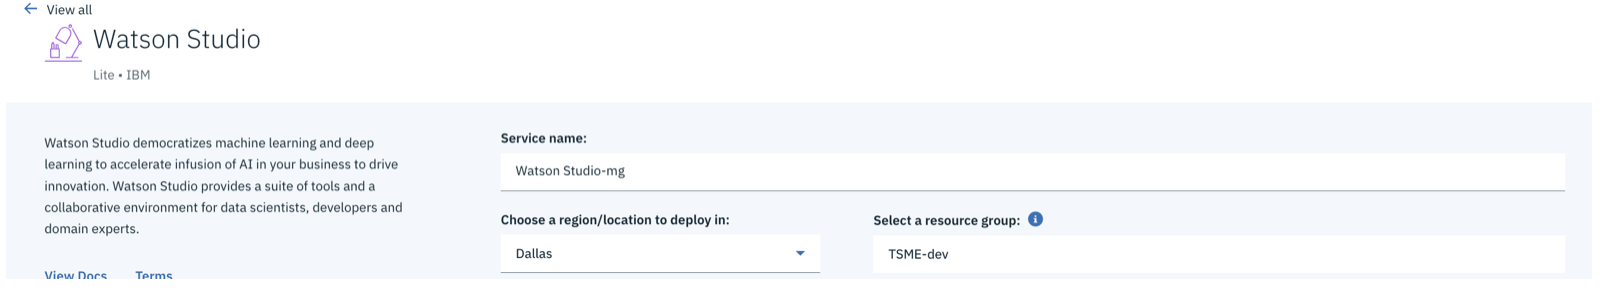 View all
Watson Studio
Lite • IBM
Watson Studio democratizes machine learning and deep
learning to accelerate infusion of AI in your business to drive
innovation. Watson Studio provides a suite of tools and a
collaborative environment for data scientists, developers and
domain experts.
View Docs Terms
Service name:
Watson Studio-mg
Choose a region/location to deploy in:
Dallas
Select a resource group:
TSME-dev